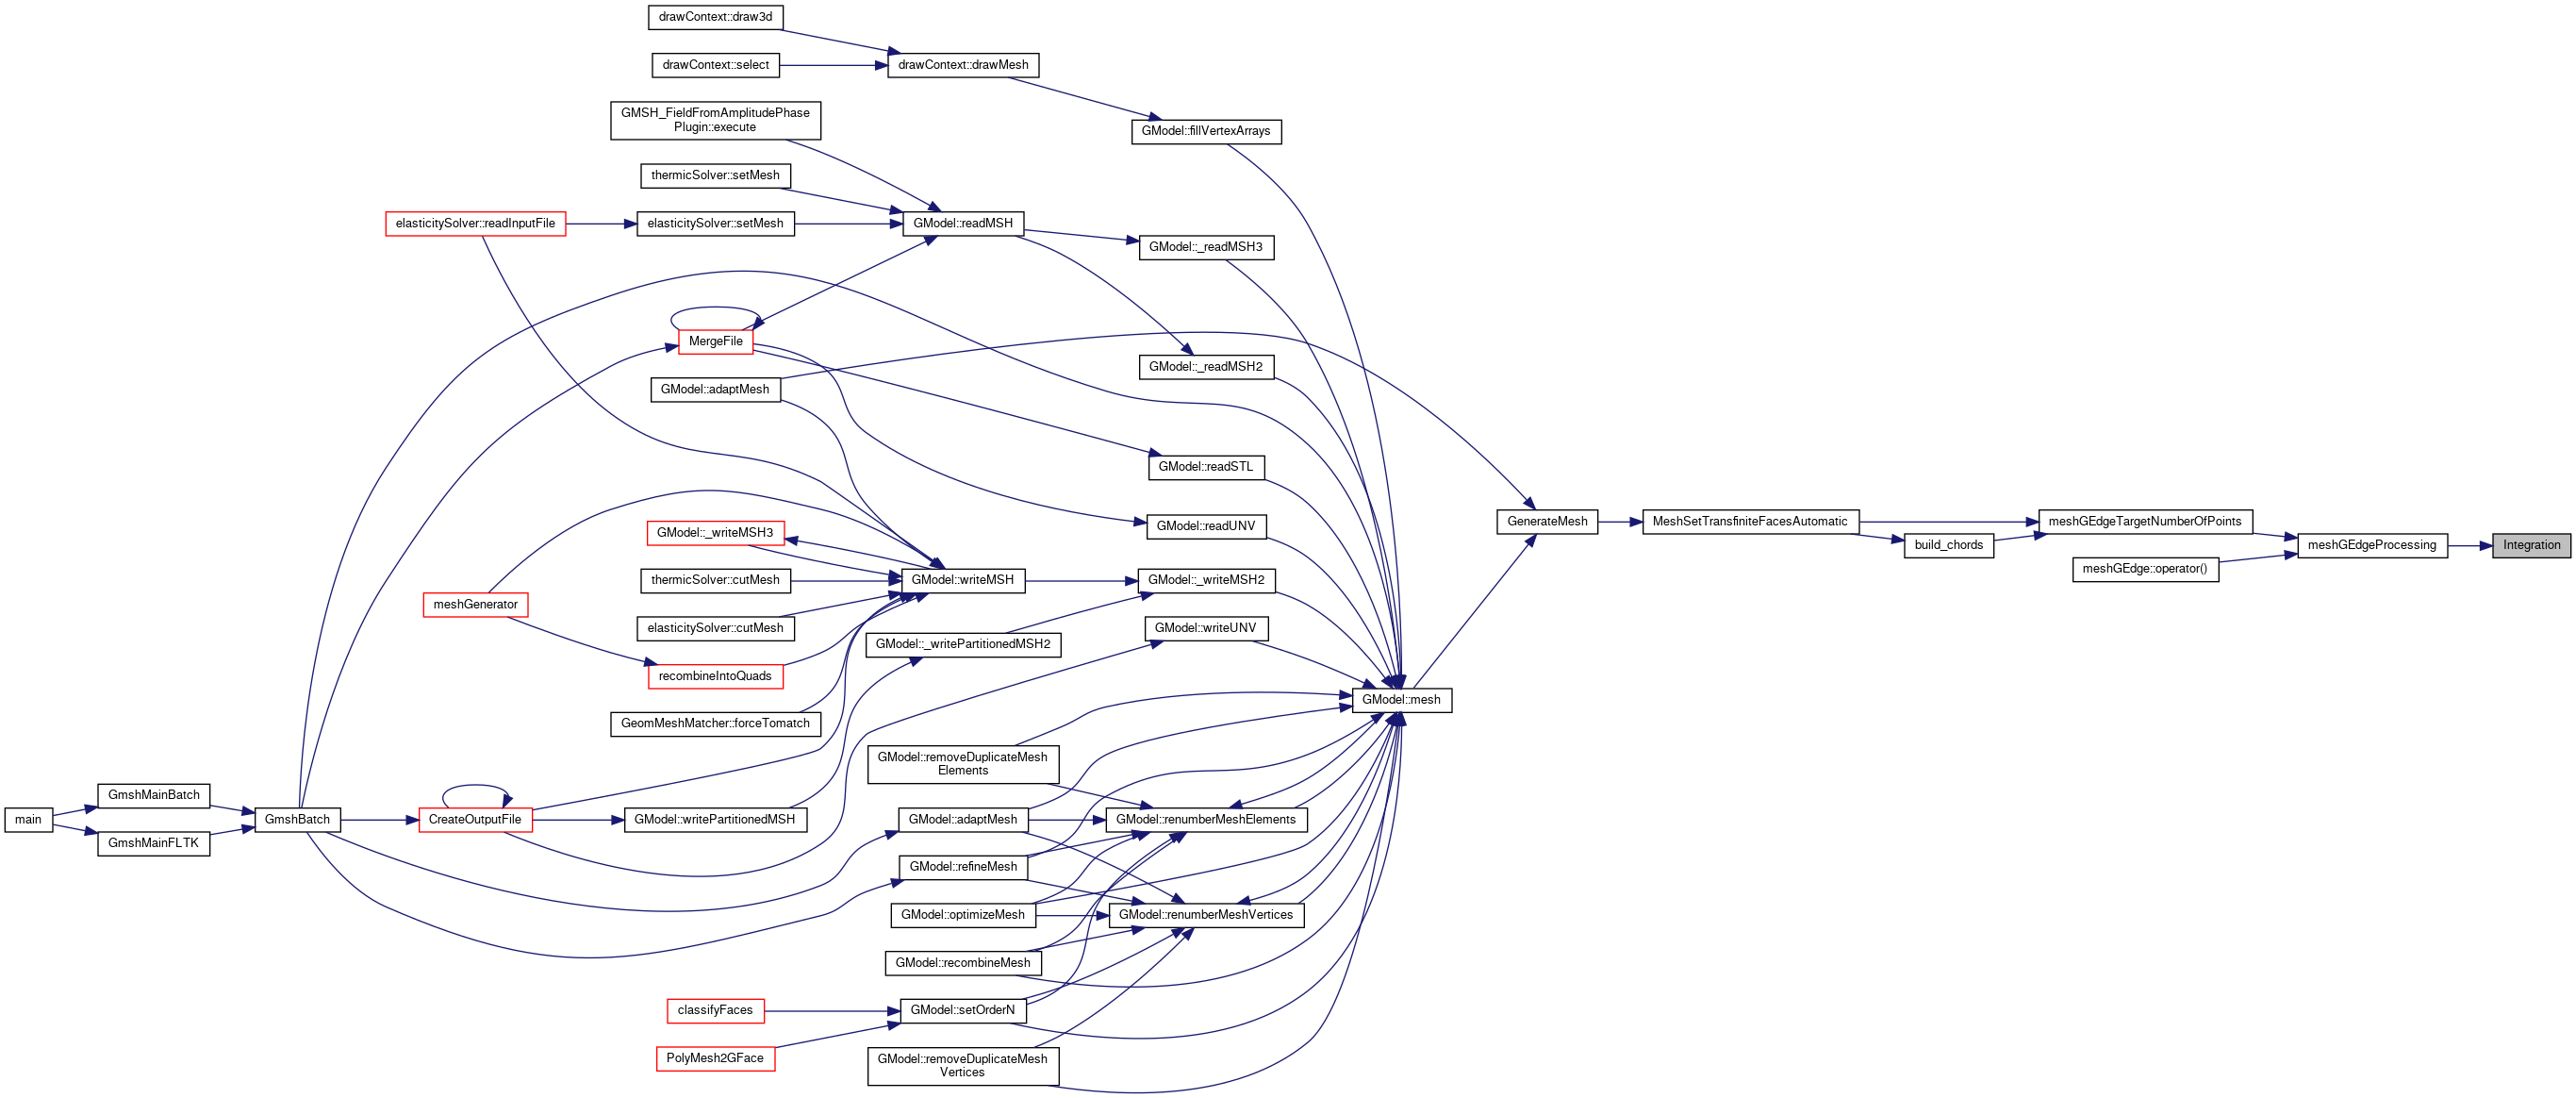 drawContext::draw3d
drawContext::select
drawContext::drawMesh
GMSH_FieldFromAmplitudePhase
Plugin::execute
GModel::fillVertexArrays
thermicSolver::setMesh
elasticitySolver::readInputFile
elasticitySolver::setMesh
GModel::readMSH
GModel::_readMSH3
MergeFile
GModel::_readMSH2
GModel::adaptMesh
GModel::readSTL
GModel::readUNV
GenerateMesh
MeshSetTransfiniteFacesAutomatic
meshGEdgeTargetNumberOfPoints
GModel::_writeMSH3
build_chords
meshGEdgeProcessing
Integration
thermicSolver::cutMesh
GModel::writeMSH
GModel::_writeMSH2
meshGEdge::operator()
meshGenerator
elasticitySolver::cutMesh
GModel::writeUNV
GModel::_writePartitionedMSH2
recombineIntoQuads
GModel::mesh
GeomMeshMatcher::forceTomatch
GModel::removeDuplicateMesh
Elements
GmshMainBatch
main
GmshBatch
CreateOutputFile
GModel::writePartitionedMSH
GModel::adaptMesh
GModel::renumberMeshElements
GmshMainFLTK
GModel::refineMesh
GModel::optimizeMesh
GModel::renumberMeshVertices
GModel::recombineMesh
classifyFaces
GModel::setOrderN
PolyMesh2GFace
GModel::removeDuplicateMesh
Vertices